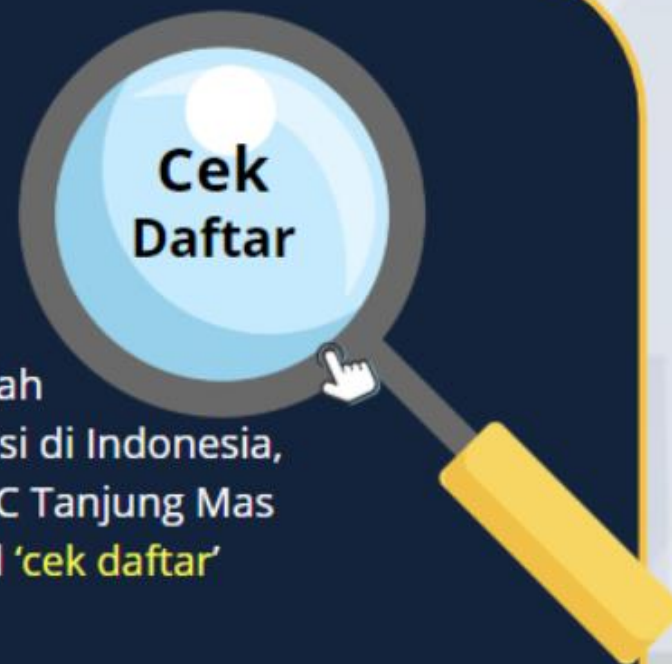 Cek
Daftar
ah
si di Indonesia,
C Tanjung Mas
'cek daftar'